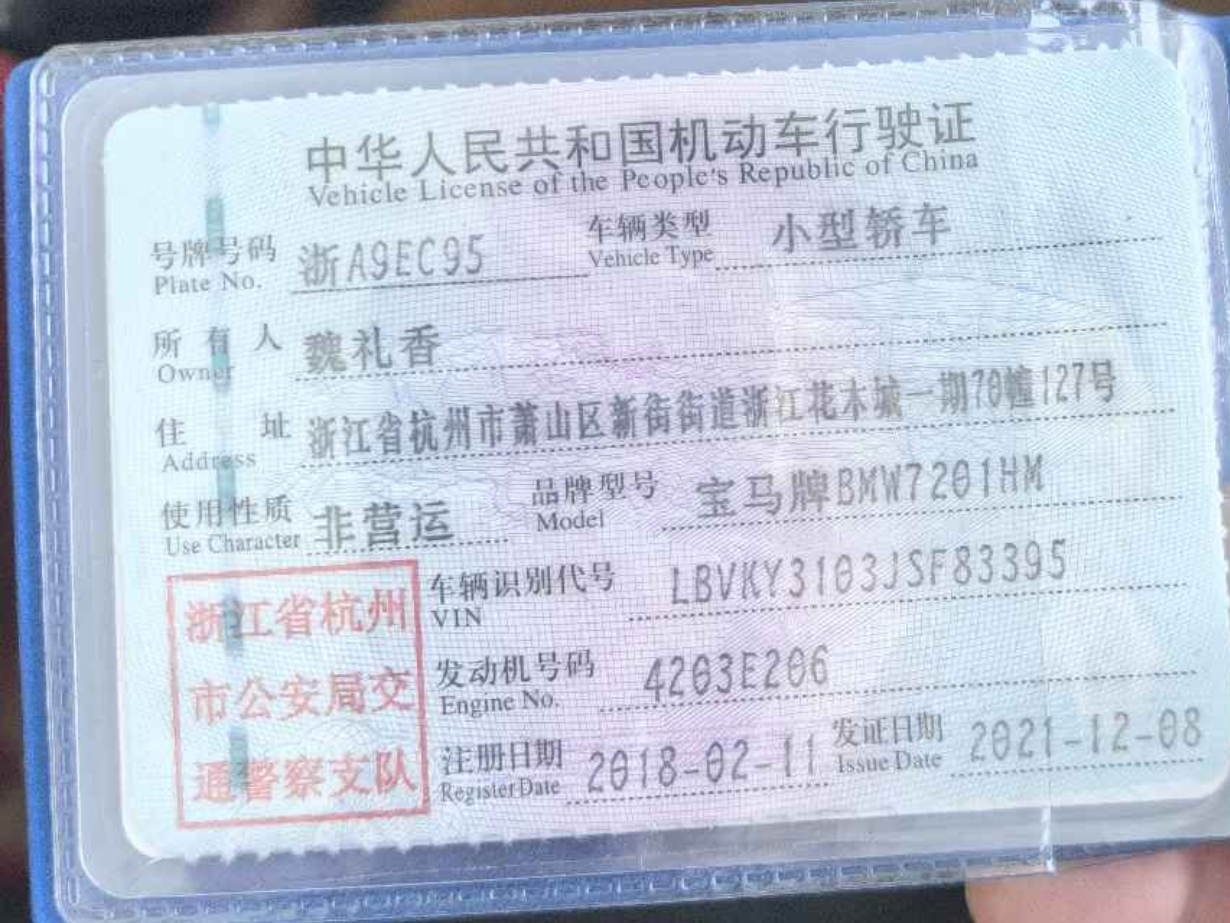 中华人民共和国机动车行驶证
Vehicle License of the People's Republic of China
号牌号码 浙A9EC95 车辆类型 小型轿车
Plate No. Vehicle Type
所有人 魏礼香
Owner
住址 浙江省杭州市萧山区新街街道浙江花木城一期70幢127号
Address
使用性质 非营运 品牌型号 宝马牌BMW7201HM
Use Character Model
浙江省杭州
市公安局交
通警察支队
车辆识别代号 LBVKY3103JSF83395
VIN
发动机号码 4203E206
Engine No.
注册日期 2018-02-11 发证日期 2021-12-08
Register Date Issue Date